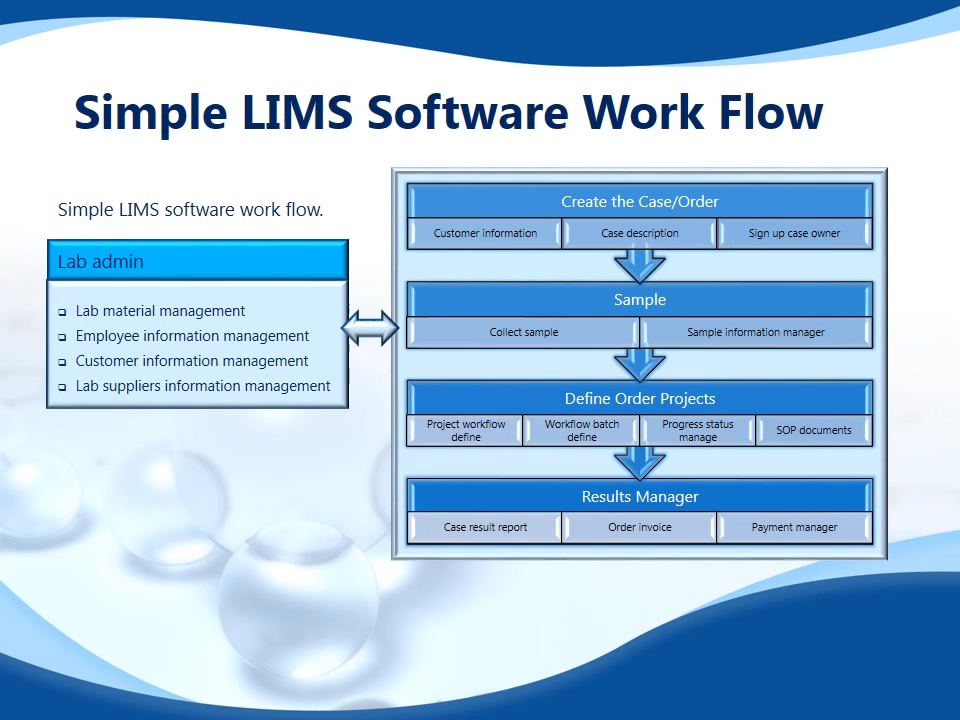 Simple LIMS Software Work Flow
Simple LIMS software work flow.
Lab admin
Lab material management
Employee information management
Customer information management
Lab suppliers information management
Create the Case/Order
Customer information
Case description
Sign up case owner
Sample
Collect sample
Sample information manager
Define Order Projects
Project workflow
define
Workflow batch
define
Progress status
manage
SOP documents
Results Manager
Case result report
Order invoice
Payment manager